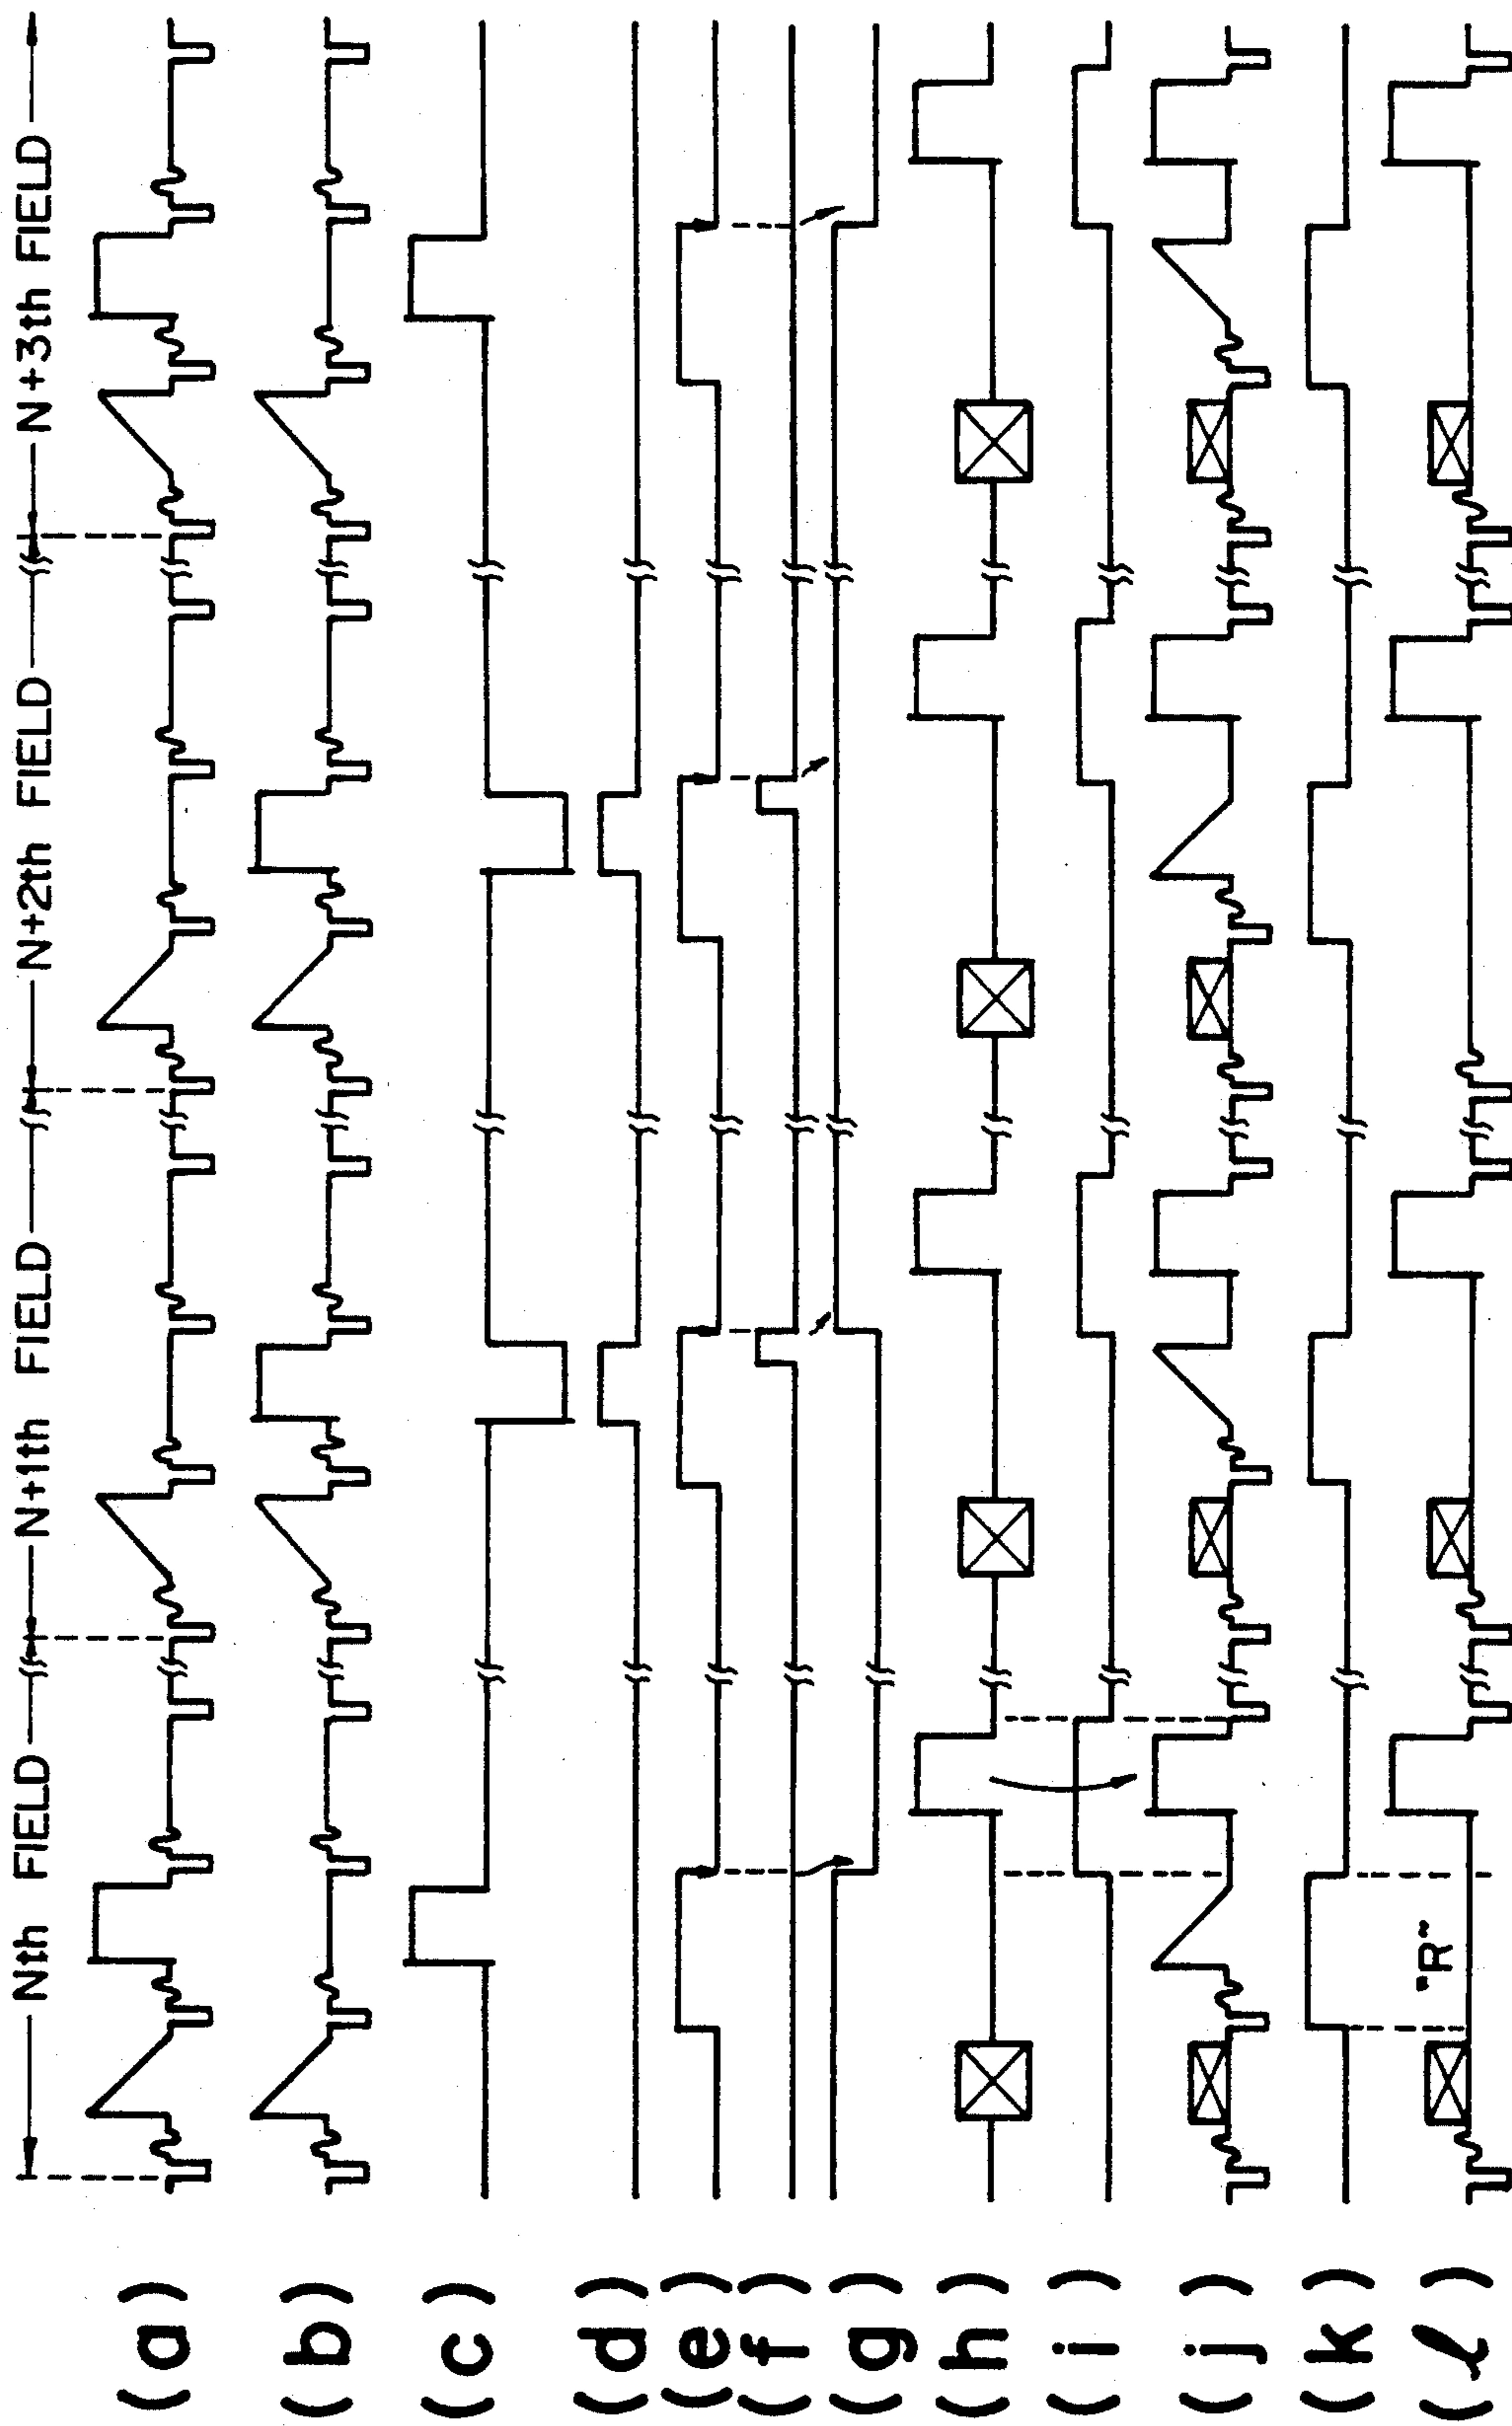 Nth FIELD N+1th FIELD N+2th FIELD N+3th FIELD
(a)
(b)
(c)
(d)
(e)
(f)
(g)
(h)
(i)
(j)
(k)
(ℓ)
"R"